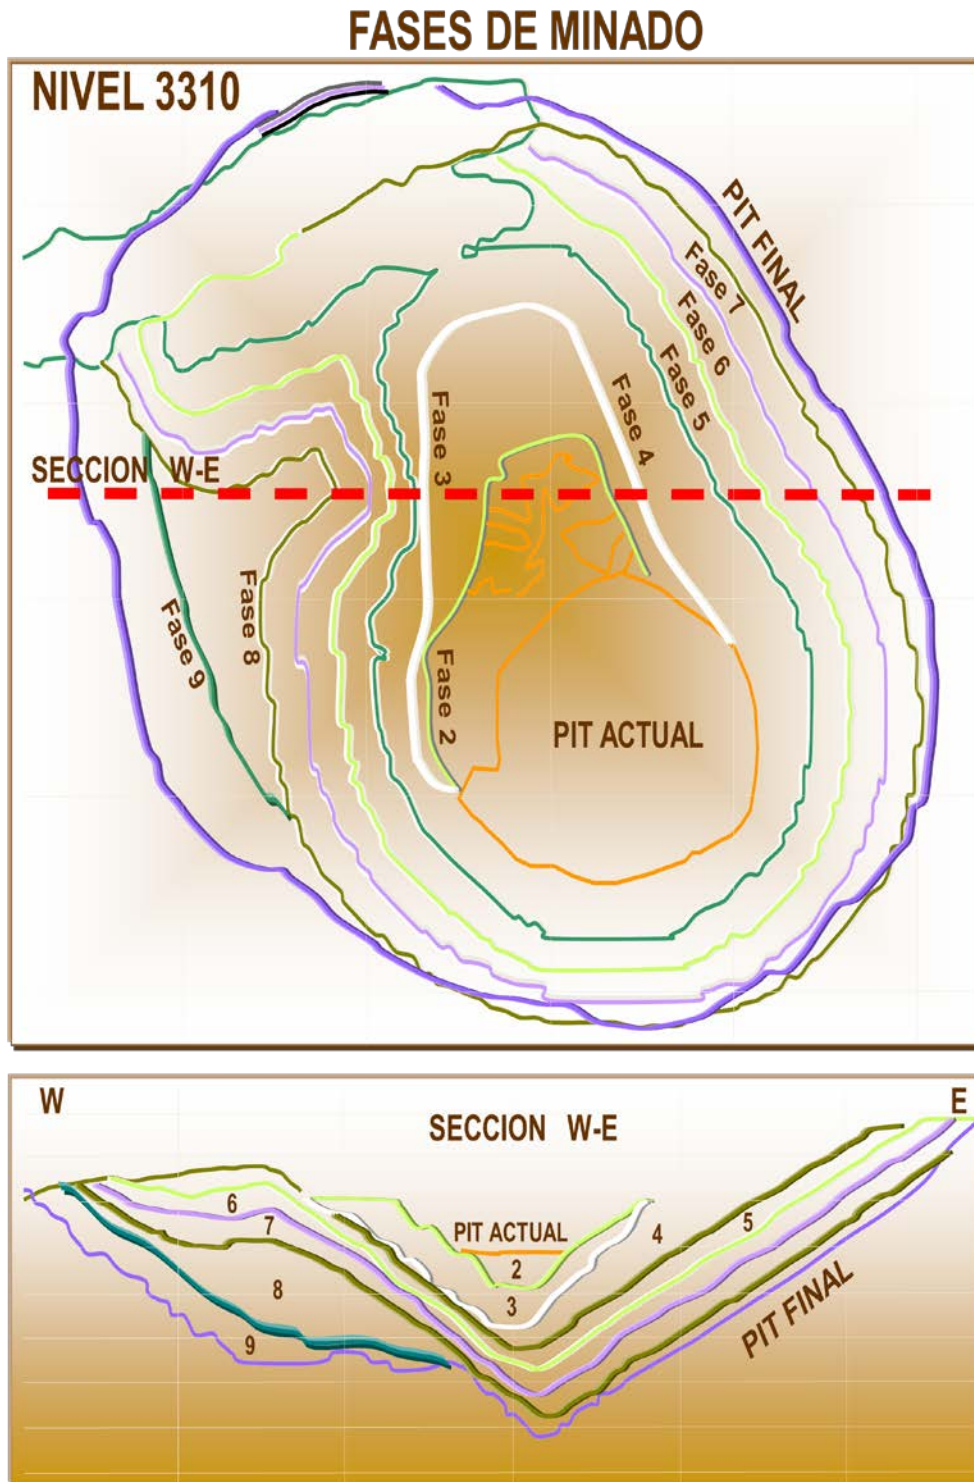 FASES DE MINADO
NIVEL 3310
PIT FINAL
Fase 7
Fase 6
Fase 5
Fase 4
Fase 3
SECCION W-E
Fase 8
Fase 9
Fase 2
PIT ACTUAL
W
E
SECCION W-E
6
7
PIT ACTUAL
4
5
2
3
8
9
PIT FINAL